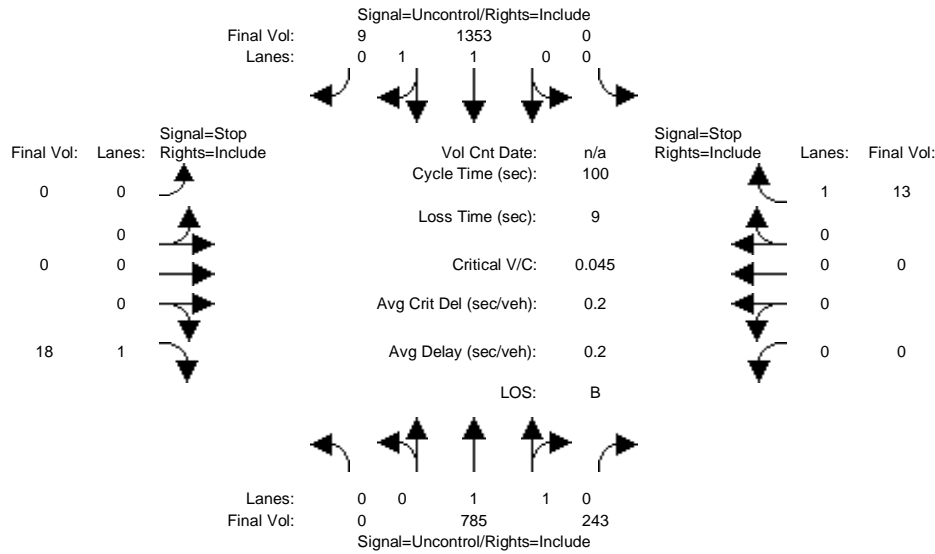 Signal=Uncontrol/Rights=Include
Final Vol: 9 1353 0
Lanes: 0 1 1 0 0
Signal=Stop Signal=Stop
Final Vol: Lanes: Rights=Include Vol Cnt Date: n/a Rights=Include Lanes: Final Vol:
Cycle Time (sec): 100
0 0 1 13
Loss Time (sec): 9
0 0
0 0 Critical V/C: 0.045 0 0
0 Avg Crit Del (sec/veh): 0.2 0
18 1 Avg Delay (sec/veh): 0.2 0 0
LOS: B
Lanes: 0 0 1 1 0
Final Vol: 0 785 243
Signal=Uncontrol/Rights=Include